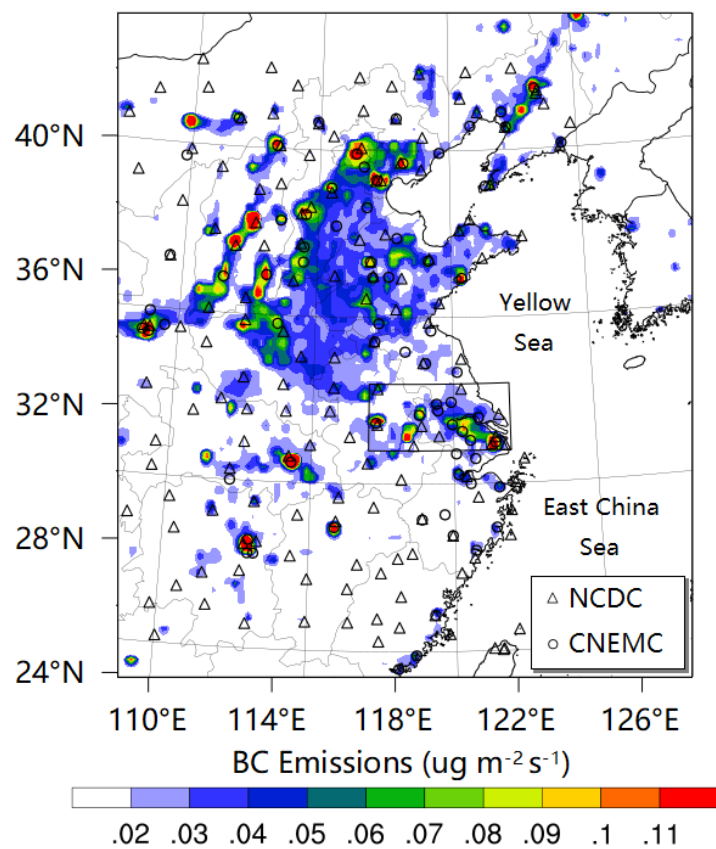 40°N
36°N
32°N
28°N
24°N
Yellow
Sea
East China
Sea
△ NCDC
○ CNEMC
110°E 114°E 118°E 122°E 126°E
BC Emissions (ug m⁻² s⁻¹)
.02 .03 .04 .05 .06 .07 .08 .09 .1 .11